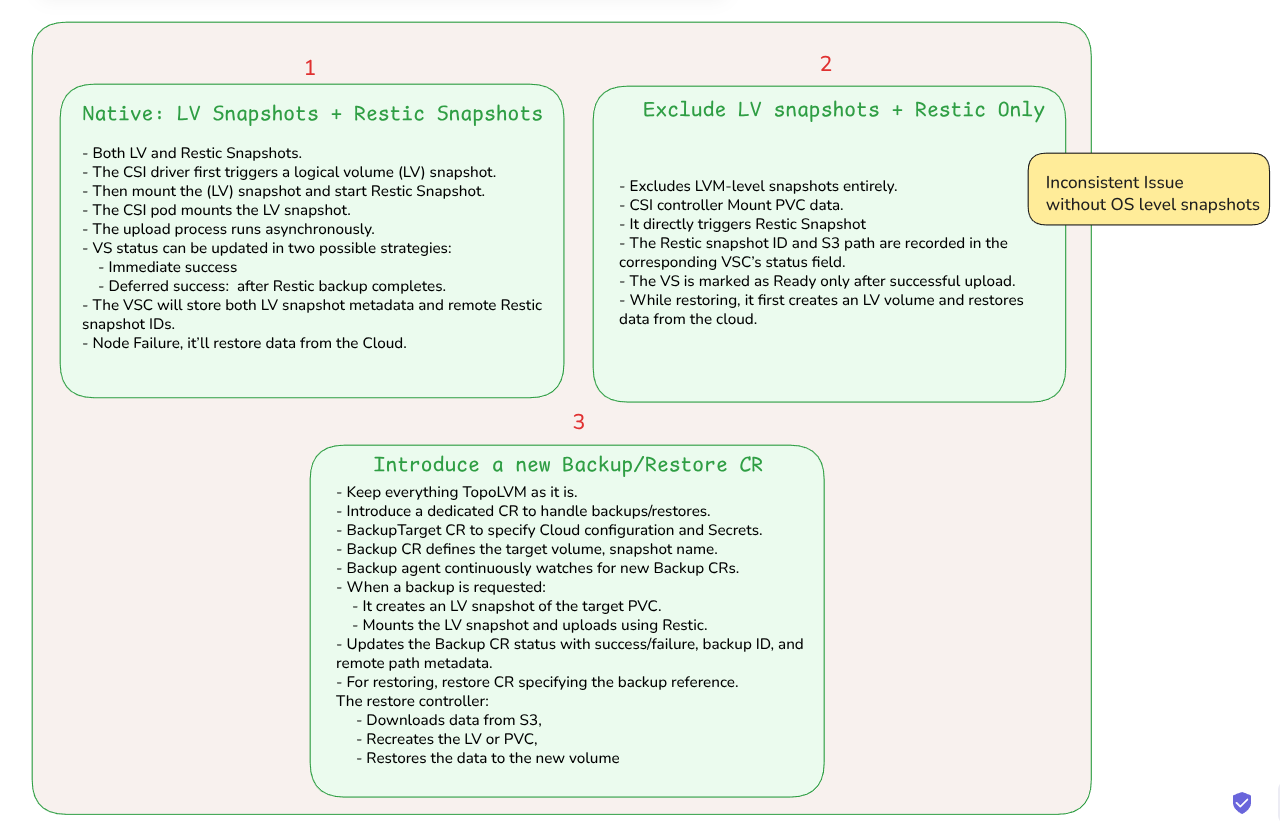 1
Native: LV Snapshots + Restic Snapshots
- Both LV and Restic Snapshots.
- The CSI driver first triggers a logical volume (LV) snapshot.
- Then mount the (LV) snapshot and start Restic Snapshot.
- The CSI pod mounts the LV snapshot.
- The upload process runs asynchronously.
- VS status can be updated in two possible strategies:
- Immediate success
- Deferred success:  after Restic backup completes.
- The VSC will store both LV snapshot metadata and remote Restic
snapshot IDs.
- Node Failure, it’ll restore data from the Cloud.
2
Exclude LV snapshots + Restic Only
- Excludes LVM-level snapshots entirely.
- CSI controller Mount PVC data.
- It directly triggers Restic Snapshot
- The Restic snapshot ID and S3 path are recorded in the
corresponding VSC’s status field.
- The VS is marked as Ready only after successful upload.
- While restoring, it first creates an LV volume and restores
data from the cloud.
Inconsistent Issue
without OS level snapshots
3
Introduce a new Backup/Restore CR
- Keep everything TopoLVM as it is.
- Introduce a dedicated CR to handle backups/restores.
- BackupTarget CR to specify Cloud configuration and Secrets.
- Backup CR defines the target volume, snapshot name.
- Backup agent continuously watches for new Backup CRs.
- When a backup is requested:
- It creates an LV snapshot of the target PVC.
- Mounts the LV snapshot and uploads using Restic.
- Updates the Backup CR status with success/failure, backup ID, and
remote path metadata.
- For restoring, restore CR specifying the backup reference.
The restore controller:
- Downloads data from S3,
- Recreates the LV or PVC,
- Restores the data to the new volume